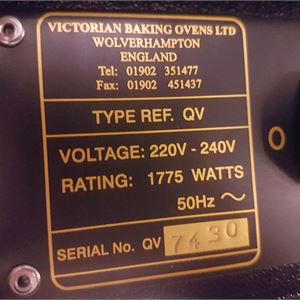 VICTORIAN BAKING OVENS LTD
WOLVERHAMPTON
ENGLAND
Tel: 01902 351477
Fax: 01902 451437
TYPE REF. QV
VOLTAGE: 220V - 240V
RATING: 1775 WATTS
50Hz ~
SERIAL No. QV 7430
O